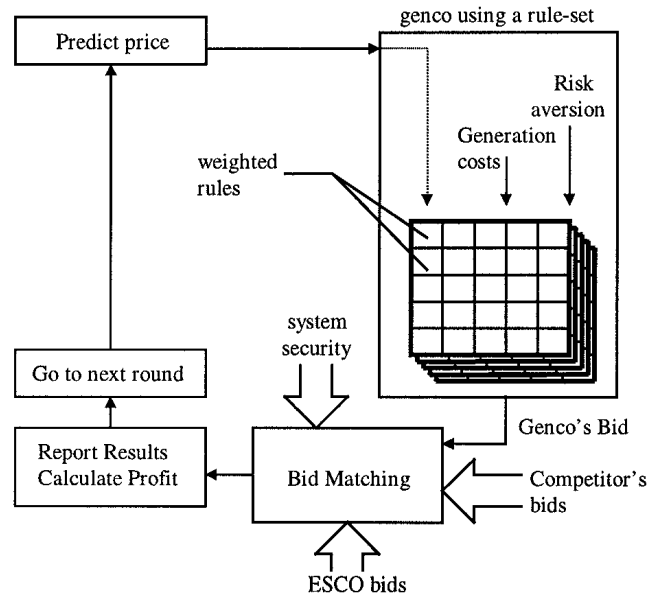 genco using a rule-set
Predict price
Risk
aversion
Generation
costs
weighted
rules
system
security
Go to next round
Genco's Bid
Report Results
Calculate Profit
Bid Matching
Competitor's
bids
ESCO bids